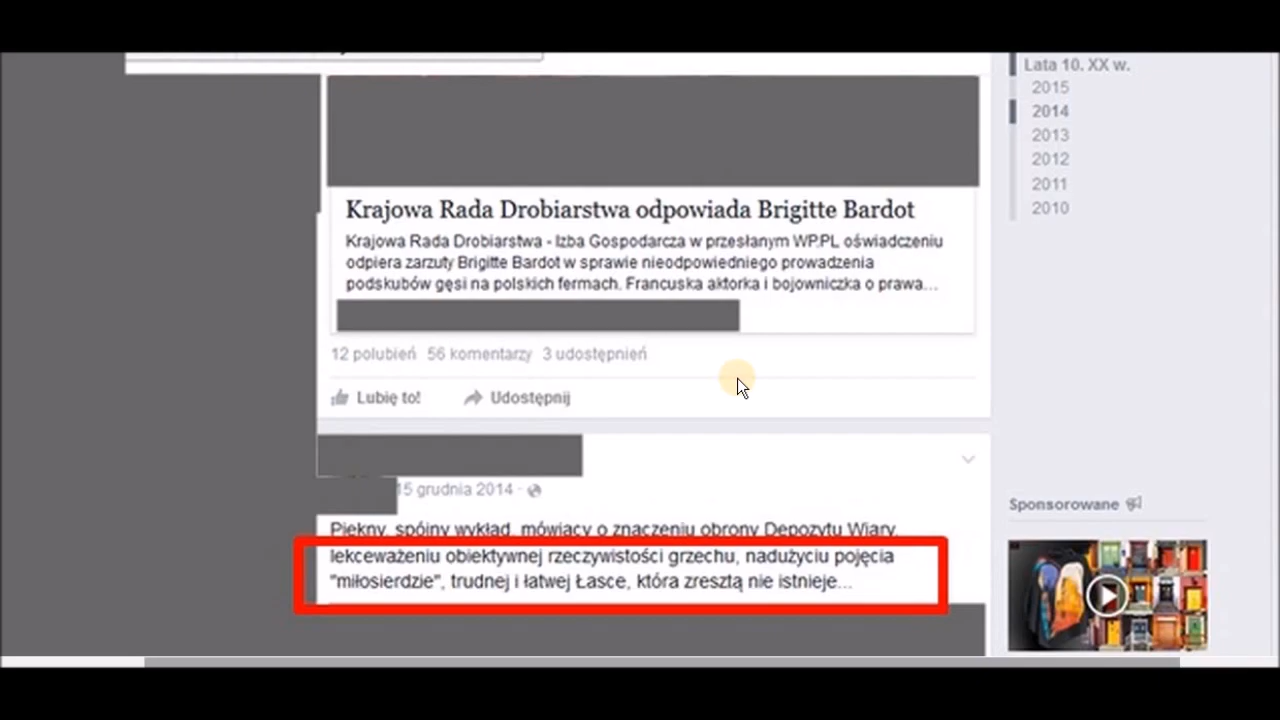 Krajowa Rada Drobiarstwa odpowiada Brigitte Bardot
Krajowa Rada Drobiarstwa - Izba Gospodarcza w przesłanym WP.PL oświadczeniu
odpiera zarzuty Brigitte Bardot w sprawie nieodpowiedniego prowadzenia
podskubów gęsi na polskich fermach. Francuska aktorka i bojowniczka o prawa...
12 polubień 56 komentarzy 3 udostępnień
Lubię to! Udostępnij
15 grudnia 2014 ·
Piękny, spójny wykład, mówiący o znaczeniu obrony Depozytu Wiary,
lekceważeniu obiektywnej rzeczywistości grzechu, nadużyciu pojęcia
"miłosierdzie", trudnej i łatwej Łasce, która zresztą nie istnieje...
Lata 10. XX w.
2015
2014
2013
2012
2011
2010
Sponsorowane